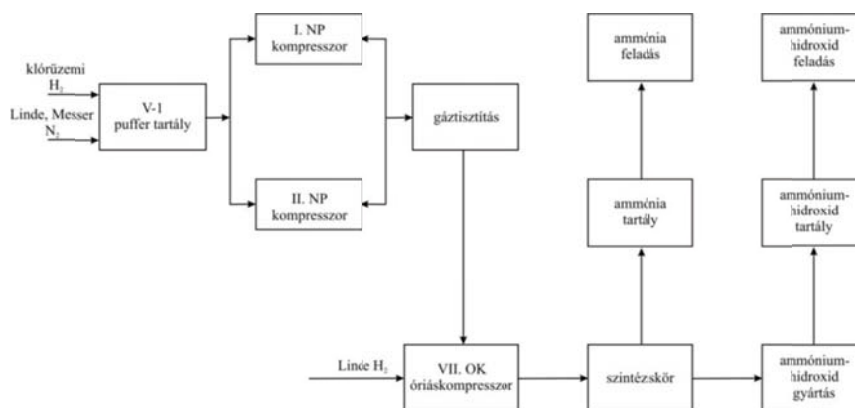 I. NP
kompresszor
ammónia
feladás
ammónium-
hidroxid
feladás
klórüzemi
H₂
Linde, Messer
N₂
V-1
puffer tartály
gáztisztítás
II. NP
kompresszor
ammónia
tartály
ammónium-
hidroxid
tartály
Linde H₂
VII. OK
óriáskompresszor
szintézskör
ammónium-
hidroxid
gyártás